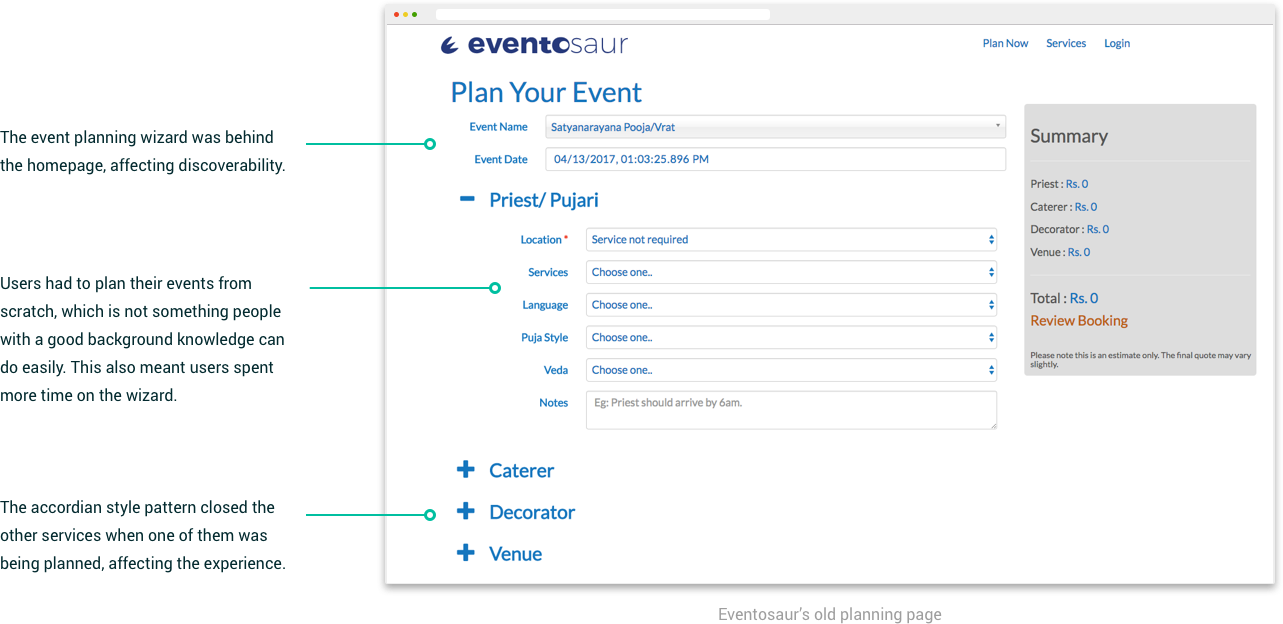 eventosaur
Plan Now
Services
Login
Plan Your Event
The event planning wizard was behind
the homepage, affecting discoverability.
Event Name
Satyanarayana Pooja/Vrat
Event Date
04/13/2017, 01:03:25.896 PM
Priest/ Pujari
Location *
Service not required
Services
Choose one..
Language
Choose one..
Puja Style
Choose one..
Veda
Choose one..
Notes
Eg: Priest should arrive by 6am.
Users had to plan their events from
scratch, which is not something people
with a good background knowledge can
do easily. This also meant users spent
more time on the wizard.
Caterer
Decorator
Venue
The accordian style pattern closed the
other services when one of them was
being planned, affecting the experience.
Summary
Priest : Rs. 0
Caterer : Rs. 0
Decorator : Rs. 0
Venue : Rs. 0
Total : Rs. 0
Review Booking
Please note this is an estimate only. The final quote may vary
slightly.
Eventosaur's old planning page